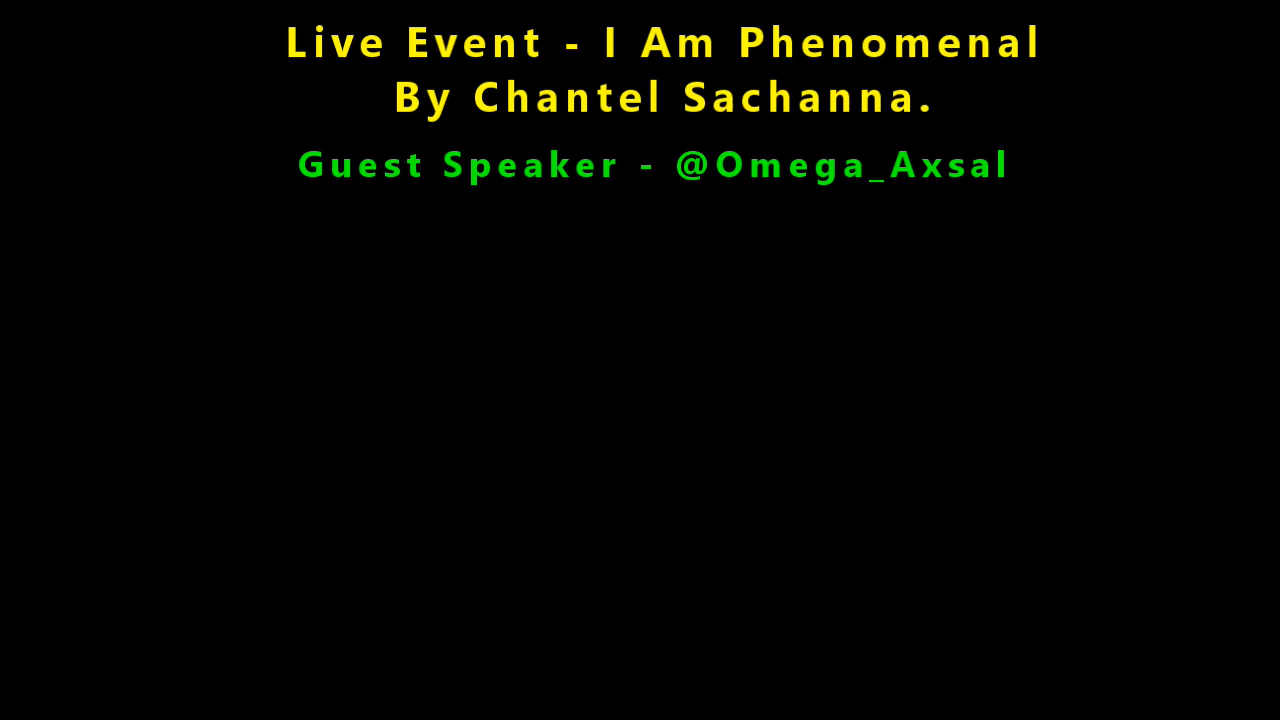 Live Event - I Am Phenomenal
By Chantel Sachanna.
Guest Speaker - @Omega_Axsal